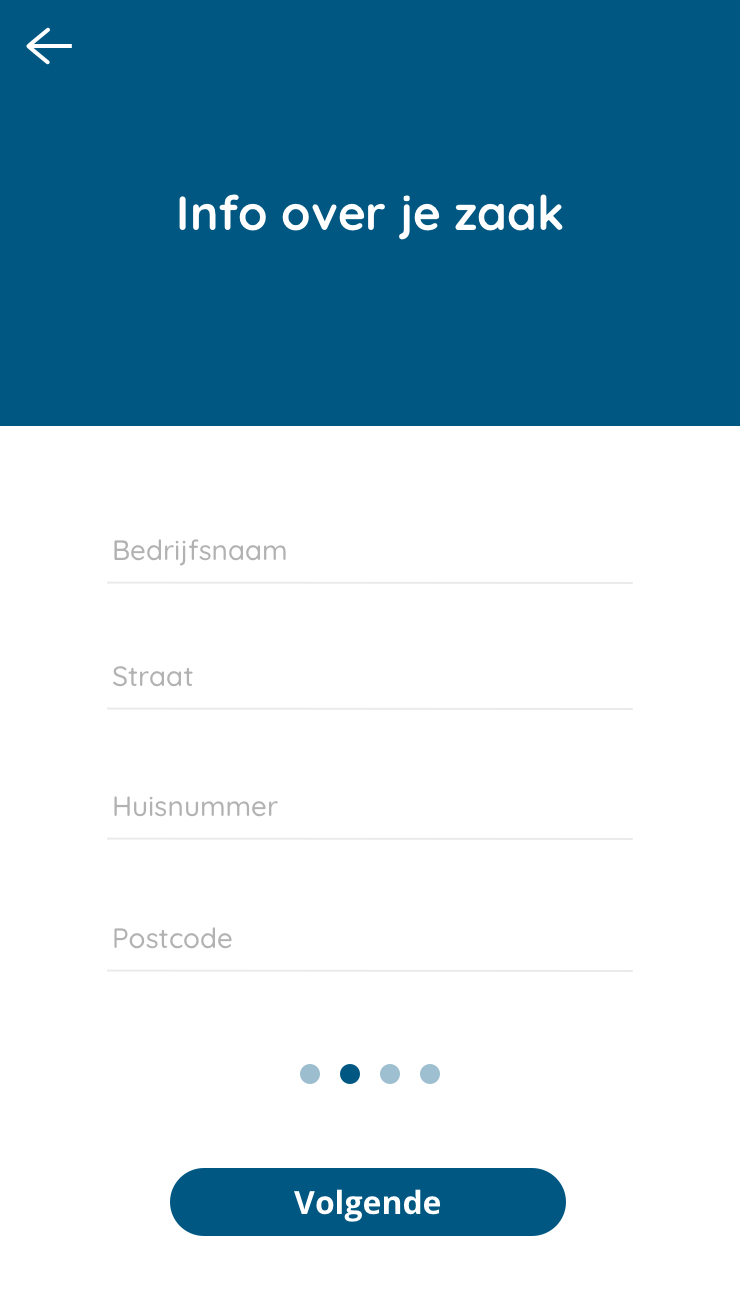 Info over je zaak
Bedrijfsnaam
Straat
Huisnummer
Postcode
Volgende